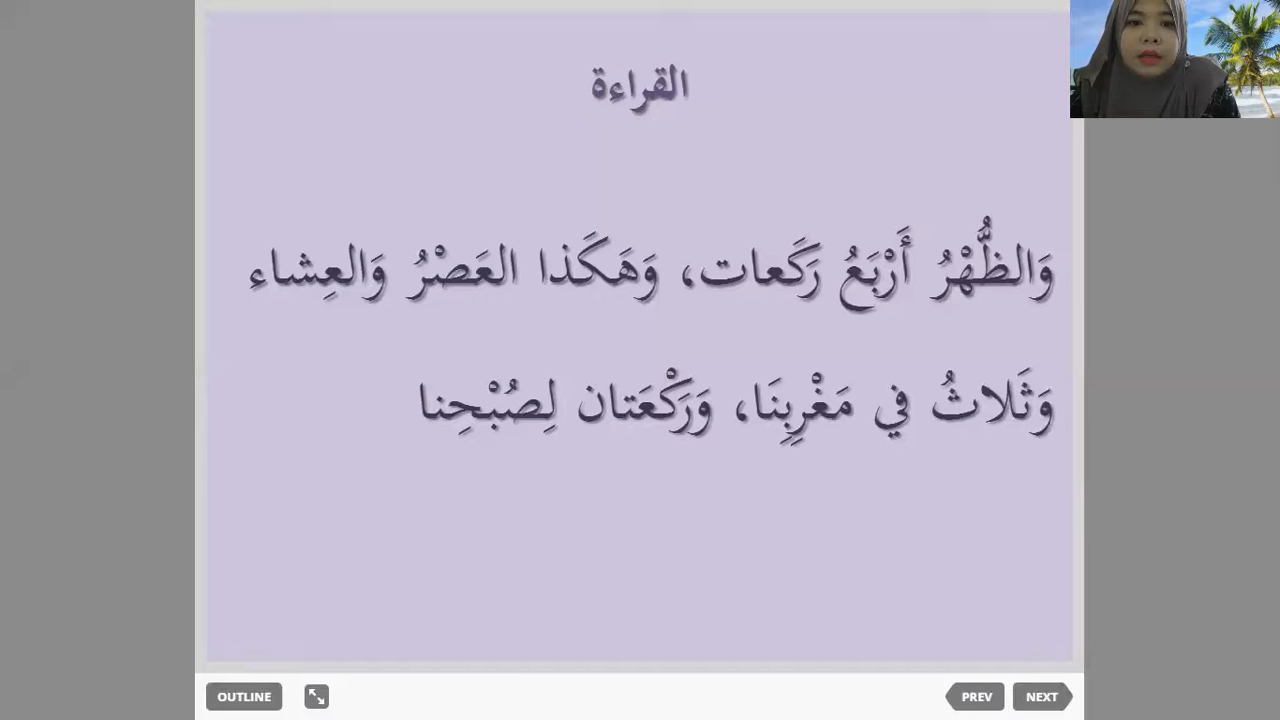 القراءة
وَالظُّهْرُ أَرْبَعُ رَكَعات، وَهَكَذا العَصْرُ وَالعِشاء
وَثَلاثُ في مَغْرِبِنَا، وَرَكْعَتان لِصُبْحِنا
OUTLINE
PREV
NEXT